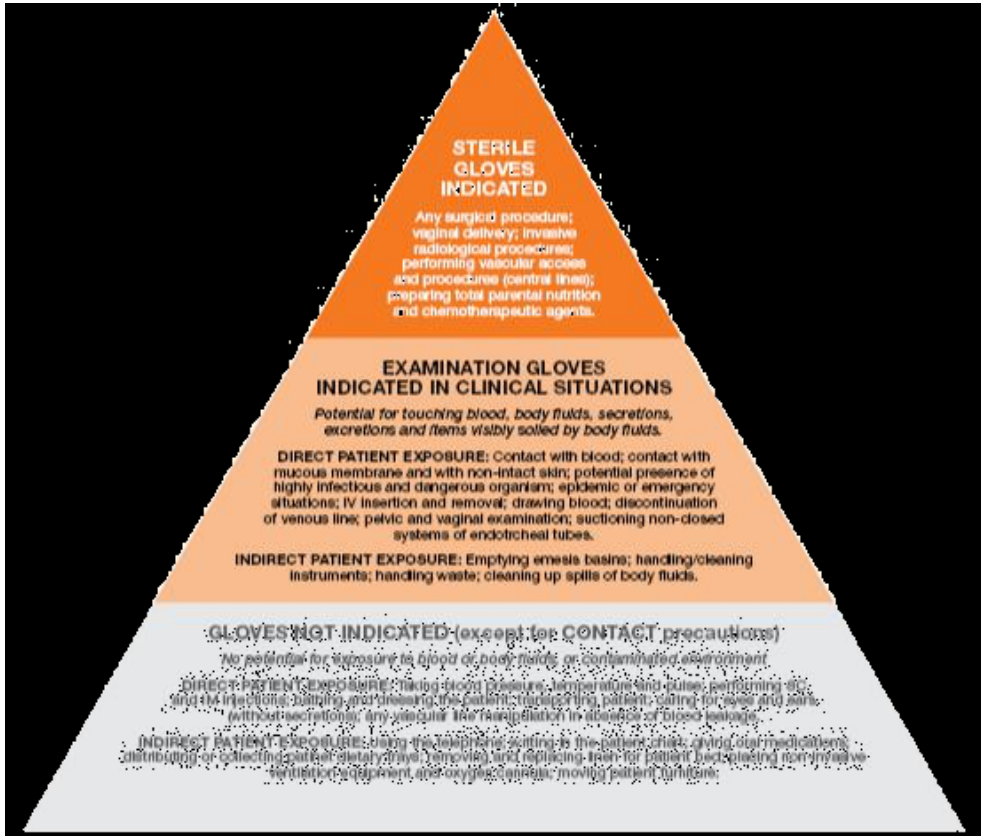 STERILE
GLOVES
INDICATED
Any surgical procedure;
vaginal delivery; invasive
radiological procedures;
performing vascular access
and procedures (central lines);
preparing total parental nutrition
and chemotherapeutic agents.
EXAMINATION GLOVES
INDICATED IN CLINICAL SITUATIONS
Potential for touching blood, body fluids, secretions,
excretions and items visibly soiled by body fluids.
DIRECT PATIENT EXPOSURE: Contact with blood; contact with
mucous membrane and with non-intact skin; potential presence of
highly infectious and dangerous organism; epidemic or emergency
situations; IV insertion and removal; drawing blood; discontinuation
of venous line; pelvic and vaginal examination; suctioning non-closed
systems of endotrcheal tubes.
INDIRECT PATIENT EXPOSURE: Emptying emesis basins; handling/cleaning
instruments; handling waste; cleaning up spills of body fluids.
GLOVES NOT INDICATED (except for CONTACT precautions)
No potential for exposure to blood or body fluids, or contaminated environment
DIRECT PATIENT EXPOSURE: Taking blood pressure, temperature and pulse; performing SC
and IM injections; bathing and dressing the patient; transporting patient; caring for eyes and ears
(without secretions); any vascular line manipulation in absence of blood leakage.
INDIRECT PATIENT EXPOSURE: Using the telephone; writing in the patient chart; giving oral medications;
distributing or collecting patient dietary trays; removing and replacing linen for patient bed; placing non-invasive
ventilation equipment and oxygen cannula; moving patient furniture.